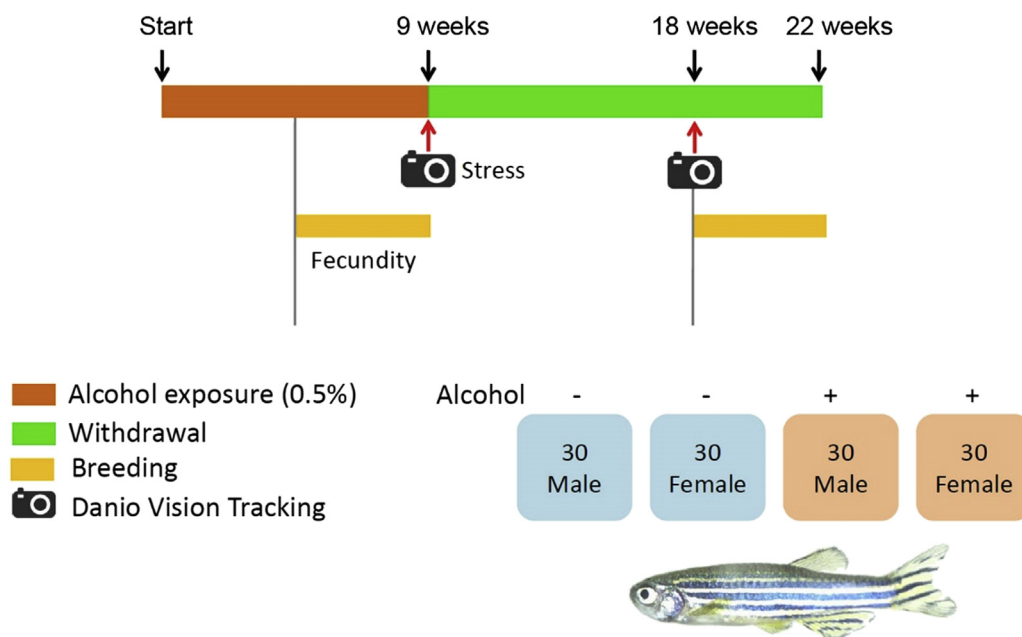 Start
9 weeks
18 weeks
22 weeks
Stress
Fecundity
Alcohol exposure (0.5%)
Withdrawal
Breeding
Danio Vision Tracking
Alcohol - - + +
30 Male
30 Female
30 Male
30 Female